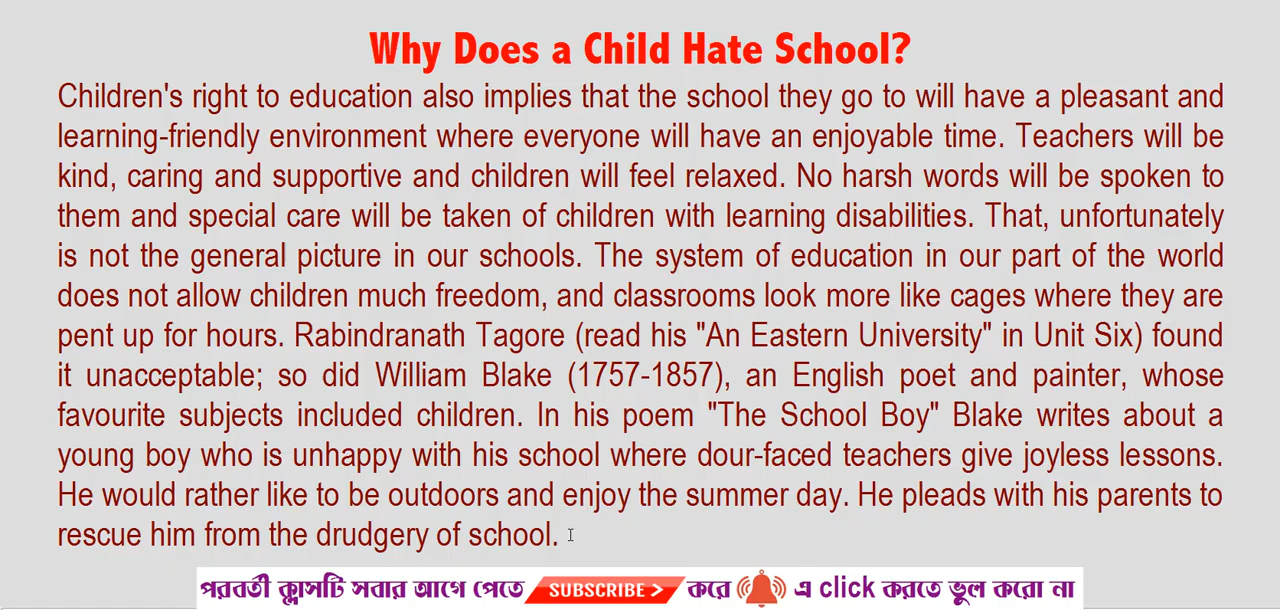 Why Does a Child Hate School?
Children's right to education also implies that the school they go to will have a pleasant and
learning-friendly environment where everyone will have an enjoyable time. Teachers will be
kind, caring and supportive and children will feel relaxed. No harsh words will be spoken to
them and special care will be taken of children with learning disabilities. That, unfortunately
is not the general picture in our schools. The system of education in our part of the world
does not allow children much freedom, and classrooms look more like cages where they are
pent up for hours. Rabindranath Tagore (read his "An Eastern University" in Unit Six) found
it unacceptable; so did William Blake (1757-1857), an English poet and painter, whose
favourite subjects included children. In his poem "The School Boy" Blake writes about a
young boy who is unhappy with his school where dour-faced teachers give joyless lessons.
He would rather like to be outdoors and enjoy the summer day. He pleads with his parents to
rescue him from the drudgery of school.
পরবর্তী ক্লাসটি সবার আগে পেতে SUBSCRIBE করে এ click করতে ভুল করো না